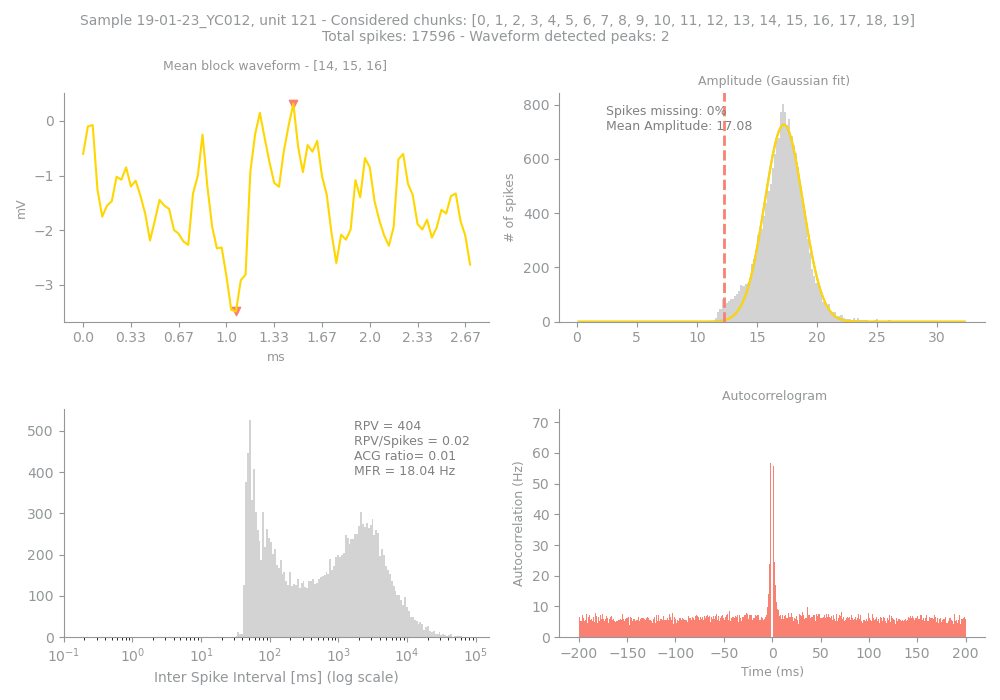 Sample 19-01-23_YC012, unit 121 - Considered chunks: [0, 1, 2, 3, 4, 5, 6, 7, 8, 9, 10, 11, 12, 13, 14, 15, 16, 17, 18, 19]
Total spikes: 17596 - Waveform detected peaks: 2
Mean block waveform - [14, 15, 16]
mV
0
−1
−2
−3
0.0 0.33 0.67 1.0 1.33 1.67 2.0 2.33 2.67
ms
Amplitude (Gaussian fit)
Spikes missing: 0%
Mean Amplitude: 17.08
# of spikes
800
600
400
200
0
0 5 10 15 20 25 30
RPV = 404
RPV/Spikes = 0.02
ACG ratio= 0.01
MFR = 18.04 Hz
500
400
300
200
100
0
10⁻¹ 10⁰ 10¹ 10² 10³ 10⁴ 10⁵
Inter Spike Interval [ms] (log scale)
Autocorrelogram
Autocorrelation (Hz)
70
60
50
40
30
20
10
0
−200 −150 −100 −50 0 50 100 150 200
Time (ms)